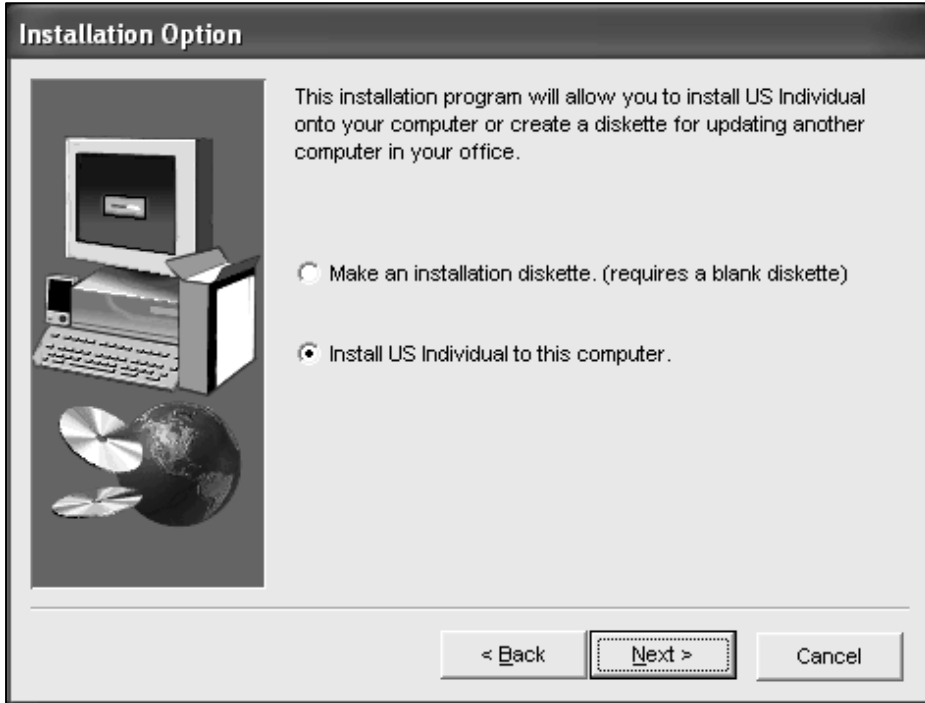 Installation Option
This installation program will allow you to install US Individual
onto your computer or create a diskette for updating another
computer in your office.
Make an installation diskette. (requires a blank diskette)
Install US Individual to this computer.
< Back
Next >
Cancel